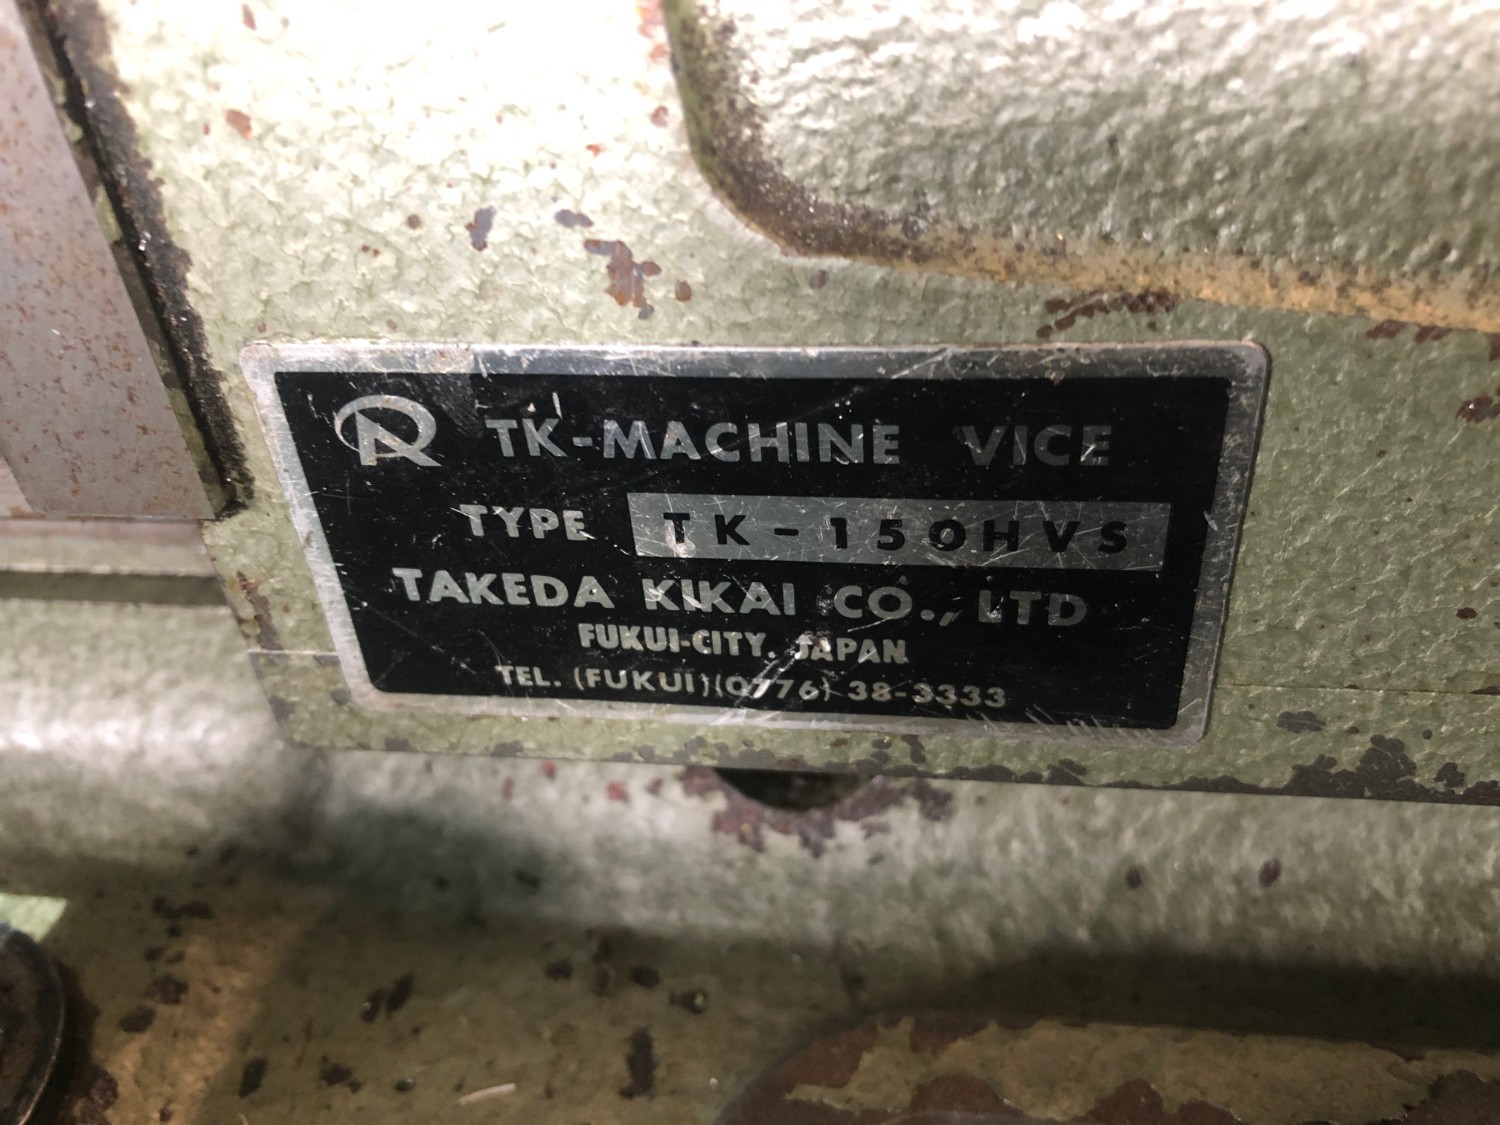 TK-MACHINE VICE
TYPE TK-150HVS
TAKEDA KIKAI CO., LTD
FUKUI-CITY. JAPAN
TEL. (FUKUI)(0776) 38-3333